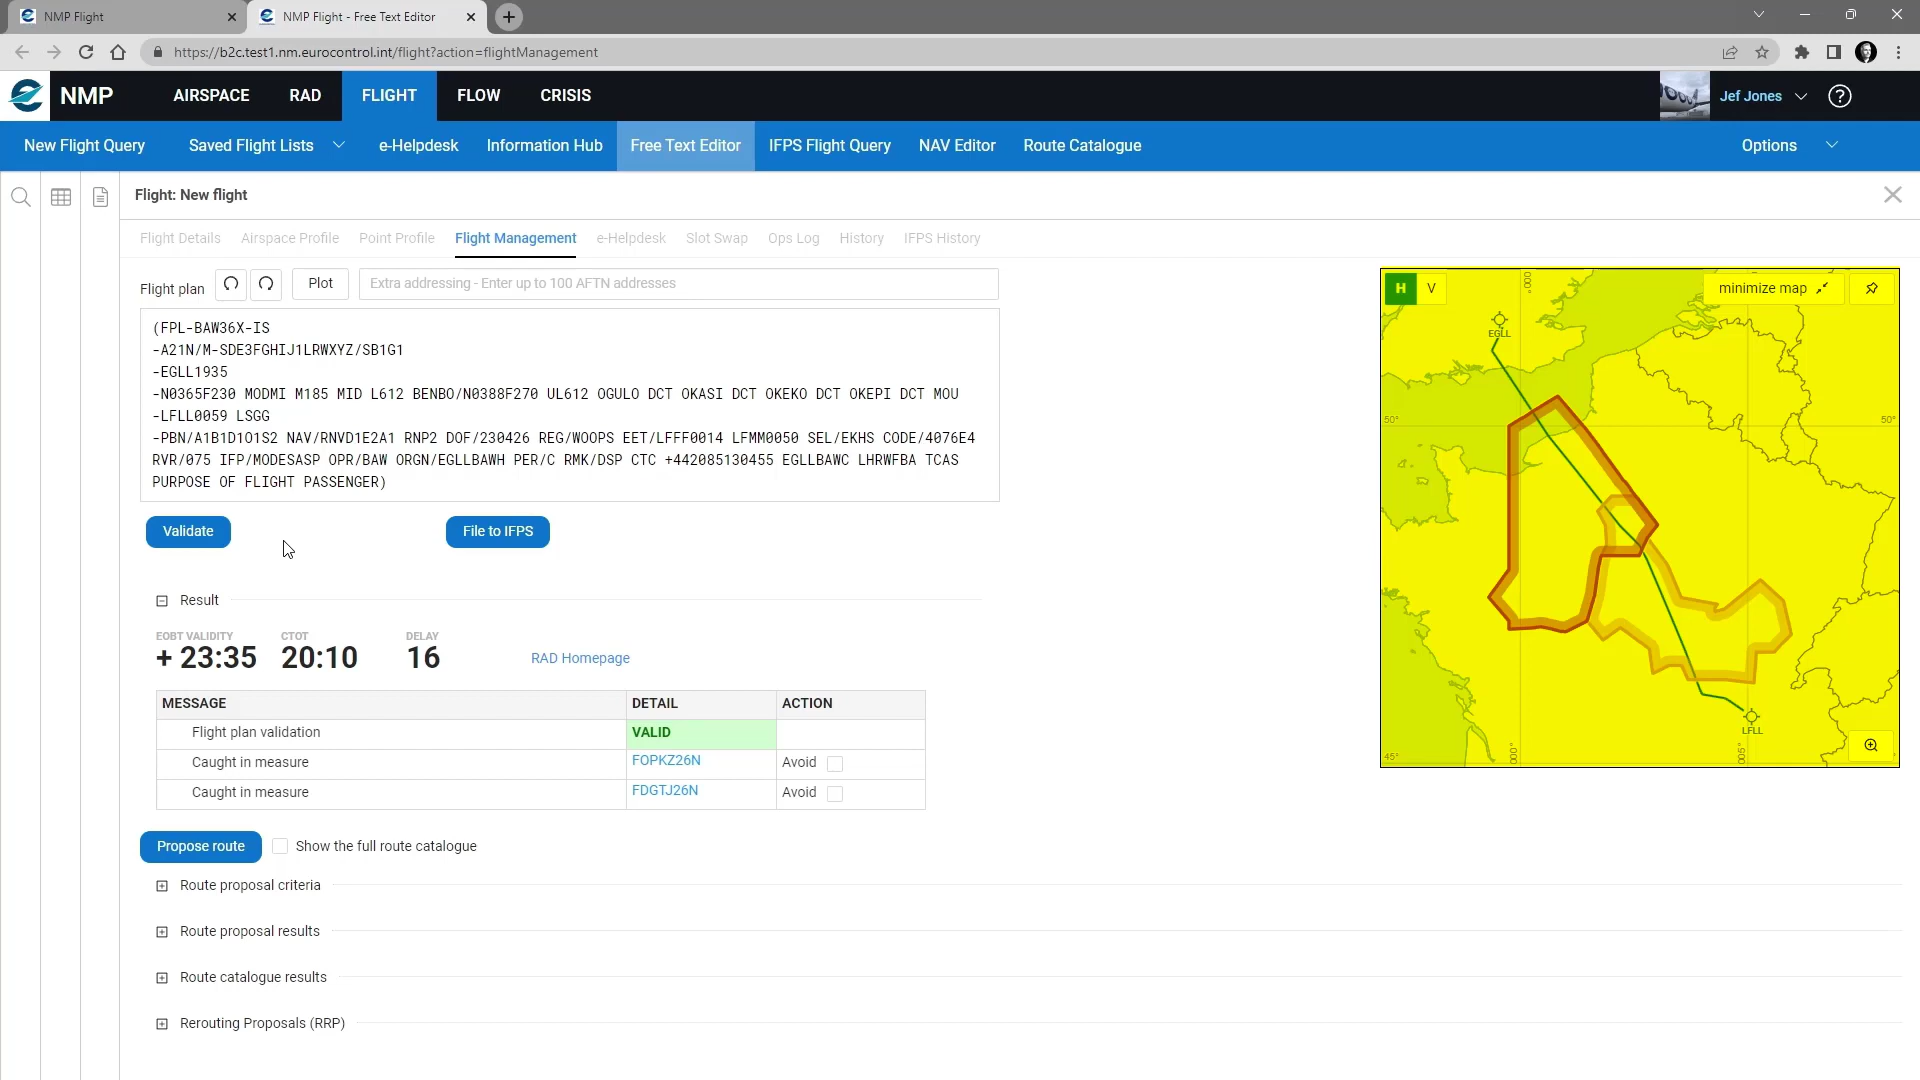 NMP Flight
NMP Flight - Free Text Editor
https://b2c.test1.nm.eurocontrol.int/flight?action=flightManagement
NMP AIRSPACE RAD FLIGHT FLOW CRISIS Jef Jones ?
New Flight Query Saved Flight Lists e-Helpdesk Information Hub Free Text Editor IFPS Flight Query NAV Editor Route Catalogue Options
Flight: New flight
Flight Details Airspace Profile Point Profile Flight Management e-Helpdesk Slot Swap Ops Log History IFPS History
Flight plan Plot Extra addressing - Enter up to 100 AFTN addresses
(FPL-BAW36X-IS
-A21N/M-SDE3FGHIJ1LRWXYZ/SB1G1
-EGLL1935
-N0365F230 MODMI M185 MID L612 BENBO/N0388F270 UL612 OGULO DCT OKASI DCT OKEKO DCT OKEPI DCT MOU
-LFLL0059 LSGG
-PBN/A1B1D1O1S2 NAV/RNVD1E2A1 RNP2 DOF/230426 REG/WOOPS EET/LFFF0014 LFMM0050 SEL/EKHS CODE/4076E4
RVR/075 IFP/MODESASP OPR/BAW ORGN/EGLLBAWH PER/C RMK/DSP CTC +442085130455 EGLLBAWC LHRWFBA TCAS
PURPOSE OF FLIGHT PASSENGER)
Validate File to IFPS
Result
EOBT VALIDITY CTOT DELAY
+ 23:35 20:10 16 RAD Homepage
MESSAGE DETAIL ACTION
Flight plan validation VALID
Caught in measure FOPKZ26N Avoid
Caught in measure FDGTJ26N Avoid
Propose route Show the full route catalogue
Route proposal criteria
Route proposal results
Route catalogue results
Rerouting Proposals (RRP)
H V 000° minimize map
EGLL
50° 50°
LFLL
45° 000° 005°